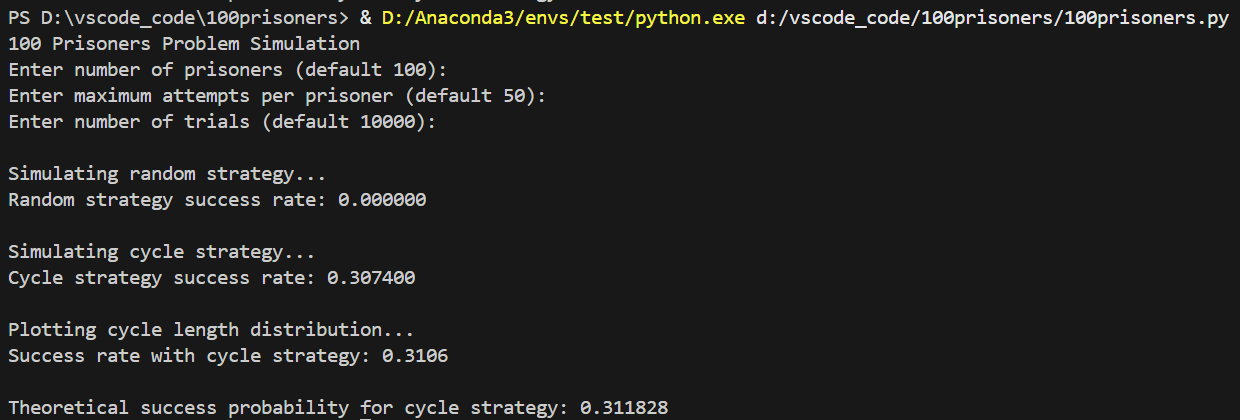 PS D:\vscode_code\100prisoners> & D:/Anaconda3/envs/test/python.exe d:/vscode_code/100prisoners/100prisoners.py
100 Prisoners Problem Simulation
Enter number of prisoners (default 100):
Enter maximum attempts per prisoner (default 50):
Enter number of trials (default 10000):
Simulating random strategy...
Random strategy success rate: 0.000000
Simulating cycle strategy...
Cycle strategy success rate: 0.307400
Plotting cycle length distribution...
Success rate with cycle strategy: 0.3106
Theoretical success probability for cycle strategy: 0.311828